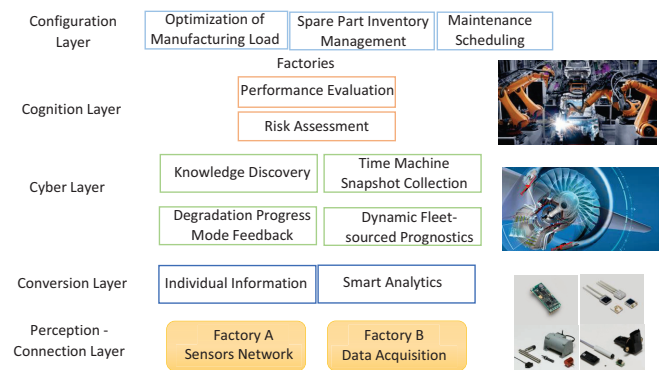 Configuration
Layer
Optimization of
Manufacturing Load
Spare Part Inventory
Management
Maintenance
Scheduling
Factories
Cognition Layer
Performance Evaluation
Risk Assessment
Cyber Layer
Knowledge Discovery
Time Machine
Snapshot Collection
Degradation Progress
Mode Feedback
Dynamic Fleet-
sourced Prognostics
Conversion Layer
Individual Information
Smart Analytics
Perception -
Connection Layer
Factory A
Sensors Network
Factory B
Data Acquisition